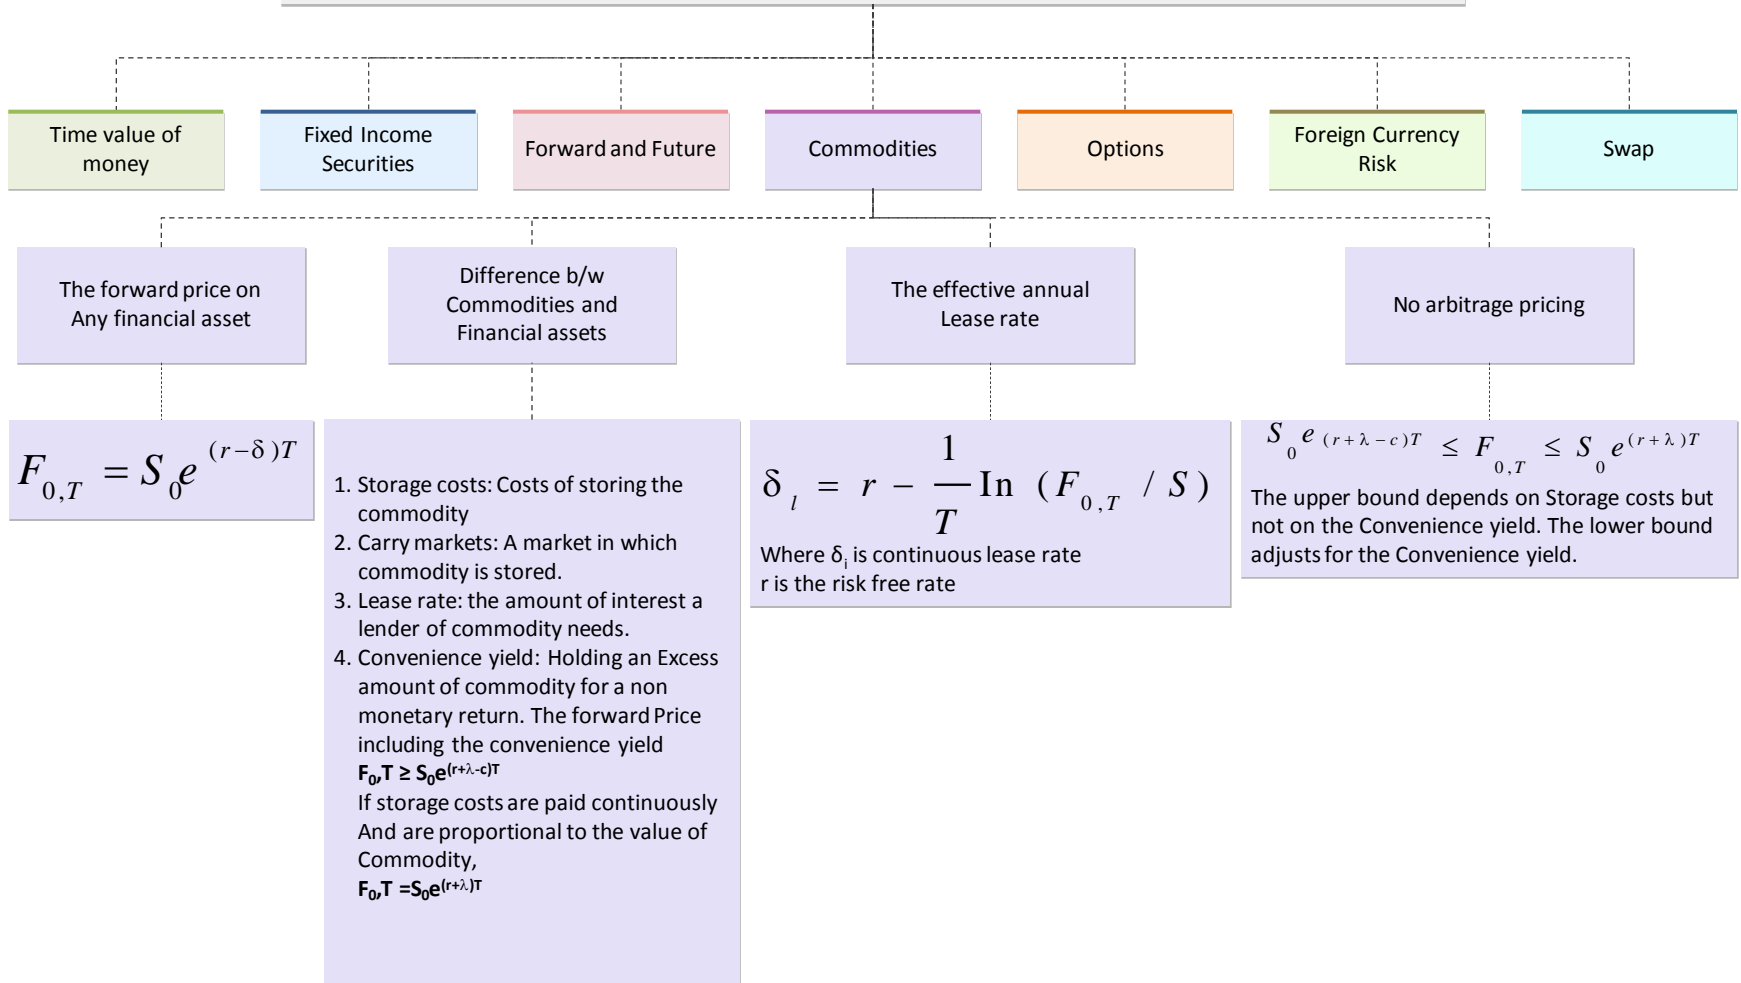 Time value of
money
Fixed Income
Securities
Forward and Future
Commodities
Options
Foreign Currency
Risk
Swap
The forward price on
Any financial asset
Difference b/w
Commodities and
Financial assets
The effective annual
Lease rate
No arbitrage pricing
F₀,T = S₀e^(r−δ)T
1. Storage costs: Costs of storing the
commodity
2. Carry markets: A market in which
commodity is stored.
3. Lease rate: the amount of interest a
lender of commodity needs.
4. Convenience yield: Holding an Excess
amount of commodity for a non
monetary return. The forward Price
including the convenience yield
F₀,T ≥ S₀e^(r+λ-c)T
If storage costs are paid continuously
And are proportional to the value of
Commodity,
F₀,T =S₀e^(r+λ)T
δ_l = r − 1/T In (F₀,T / S)
Where δᵢ is continuous lease rate
r is the risk free rate
S₀e (r+λ−c)T ≤ F₀,T ≤ S₀e^(r+λ)T
The upper bound depends on Storage costs but
not on the Convenience yield. The lower bound
adjusts for the Convenience yield.